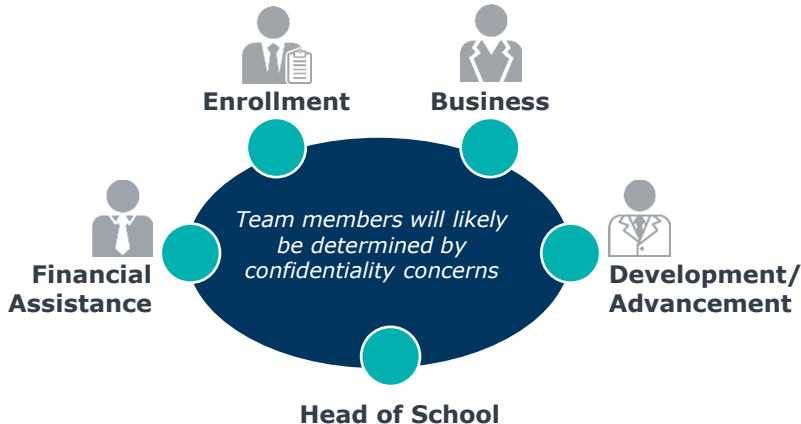 Enrollment
Business
Team members will likely
be determined by
confidentiality concerns
Financial
Assistance
Development/
Advancement
Head of School